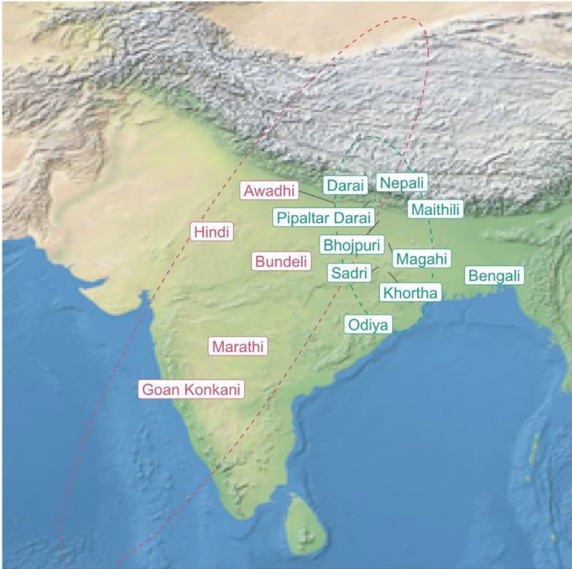 Darai
Nepali
Awadhi
Maithili
Pipaltar Darai
Hindi
Bhojpuri
Bundeli
Magahi
Sadri
Bengali
Khortha
Odiya
Marathi
Goan Konkani